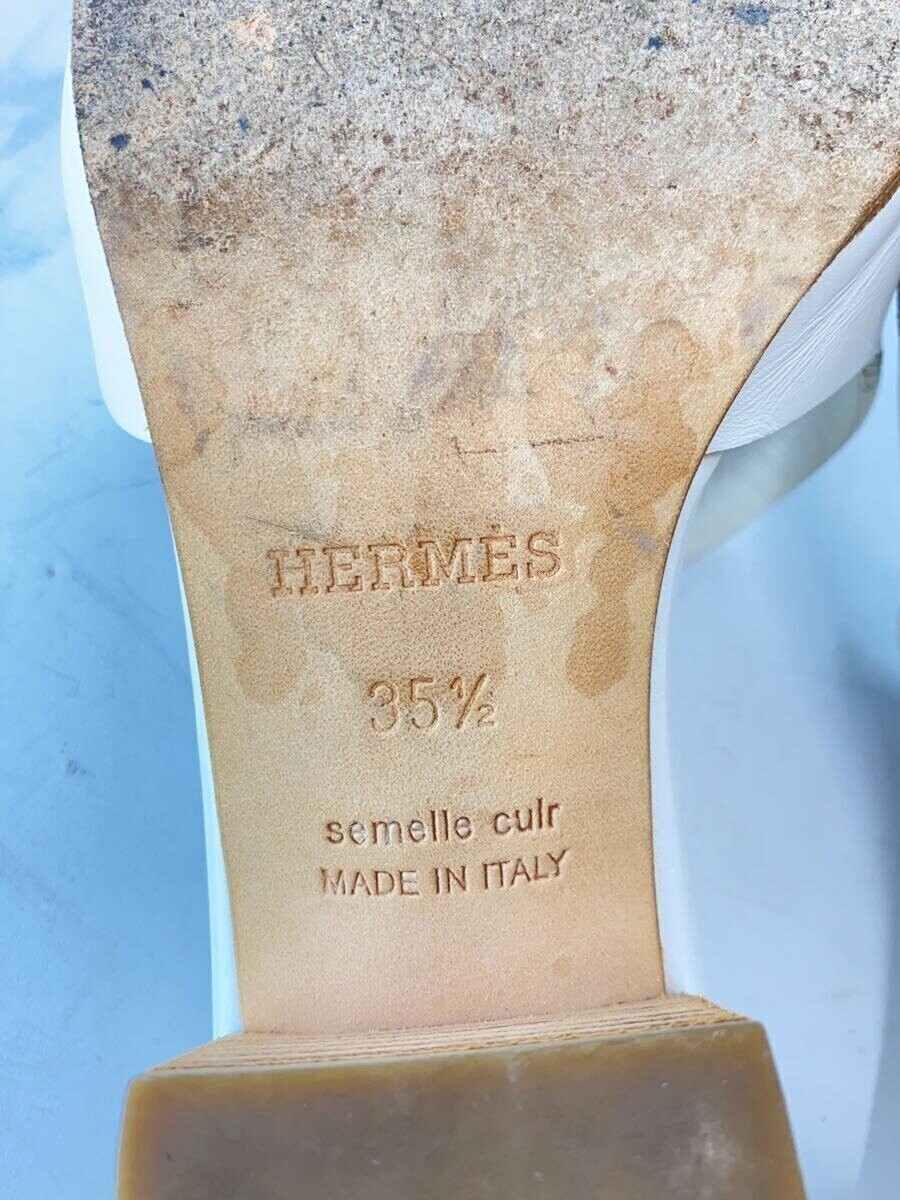 HERMÈS
35½
semelle cuir
MADE IN ITALY